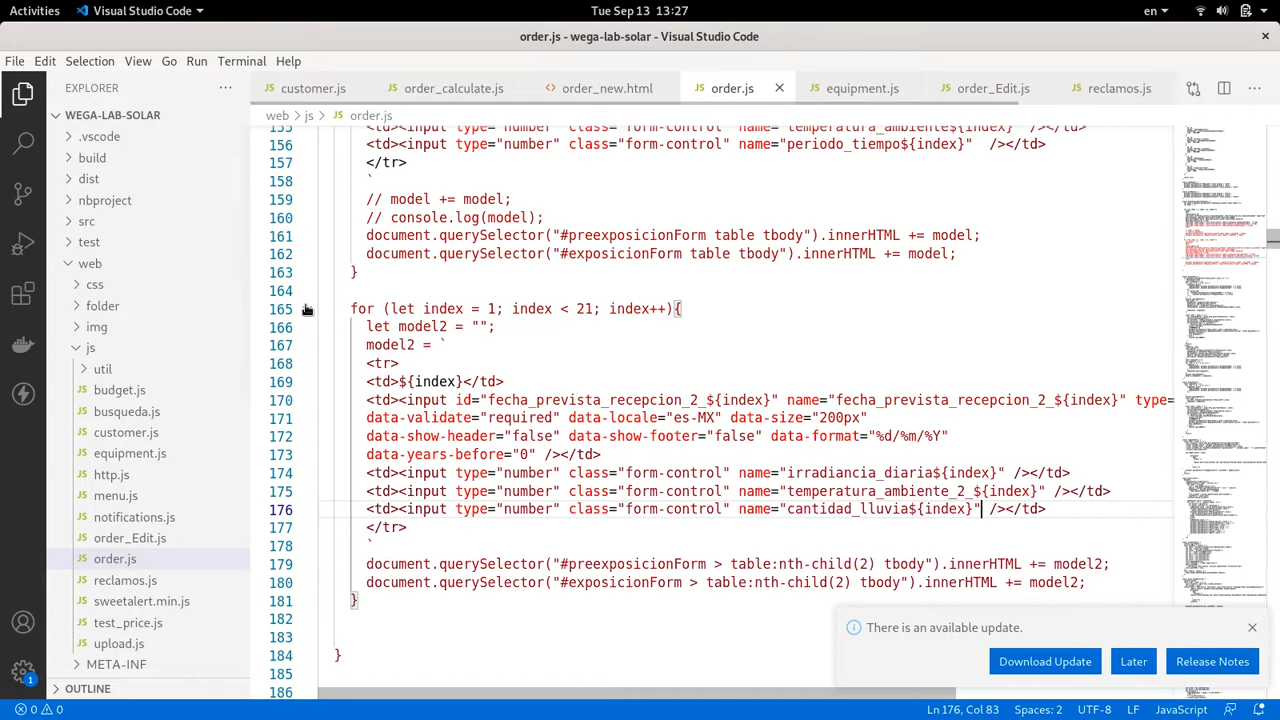 Activities Visual Studio Code Tue Sep 13 13:27 en
order.js - wega-lab-solar - Visual Studio Code
File Edit Selection View Go Run Terminal Help
EXPLORER customer.js order_calculate.js order_new.html order.js equipment.js order_Edit.js reclamos.js
web js order.js
WEGA-LAB-SOLAR
.vscode
build
dist
nbproject
test
web
css
img
js
util
budget.js
busqueda.js
equipment.js
menu.js
notifications.js
order_Edit.js
order.js
reclamos.js
test_price.js
upload.js
META-INF
OUTLINE
156 <td><input type="number" class="form-control" name="periodo_tiempo${index}" /></td>
157 </tr>
158 `
159 // model += model;
160 // console.log(model);
161 document.querySelector("#preexposicionForm table tbody").innerHTML +=
162 document.querySelector("#exposicionForm table tbody").innerHTML += model;
163 }
164
165 for (let index = index < 21; index++){
166 let model2 = "";
167 model2 =
168 <tr>
169 <td>${index}</td>
170 <td><input id="fecha_prevista_recepcion_2_${index}" name="fecha_prevista_recepcion_2_${index}" type=
171 data-validate="required" data-locale="es-MX" data-size="200px"
172 data-show-header="false" data-show-footer="false" data-format="%d/%m/%Y"
173 data-years-before="0" /></td>
174 <td><input type="number" class="form-control" name="irradiancia_diaria${index}" /></td>
175 <td><input type="number" class="form-control" name="temperatura_ambiente_2_${index}" /></td>
176 <td><input type="number" class="form-control" name="cantidad_lluvia${index}" /></td>
177 </tr>
178 `
179 document.querySelector("#preexposicionForm > table:nth-child(2) tbody").innerHTML += model2;
180 document.querySelector("#exposicionForm > table:nth-child(2) tbody").innerHTML += model2;
181 }
182
183
184 }
185
186
There is an available update.
Download Update Later Release Notes
1
0 0 Ln 176, Col 83 Spaces: 2 UTF-8 LF JavaScript